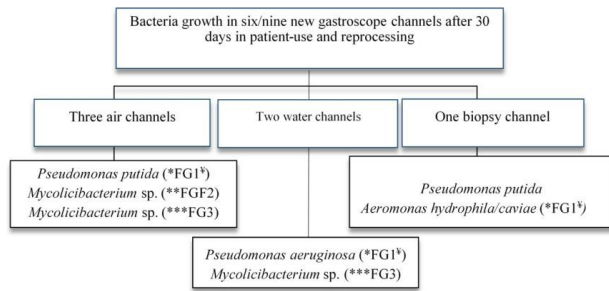 Bacteria growth in six/nine new gastroscope channels after 30
days in patient-use and reprocessing
Three air channels
Two water channels
One biopsy channel
Pseudomonas putida (*FG1¥)
Mycolicibacterium sp. (**FGF2)
Mycolicibacterium sp. (***FG3)
Pseudomonas putida
Aeromonas hydrophila/caviae (*FG1¥)
Pseudomonas aeruginosa (*FG1¥)
Mycolicibacterium sp. (***FG3)